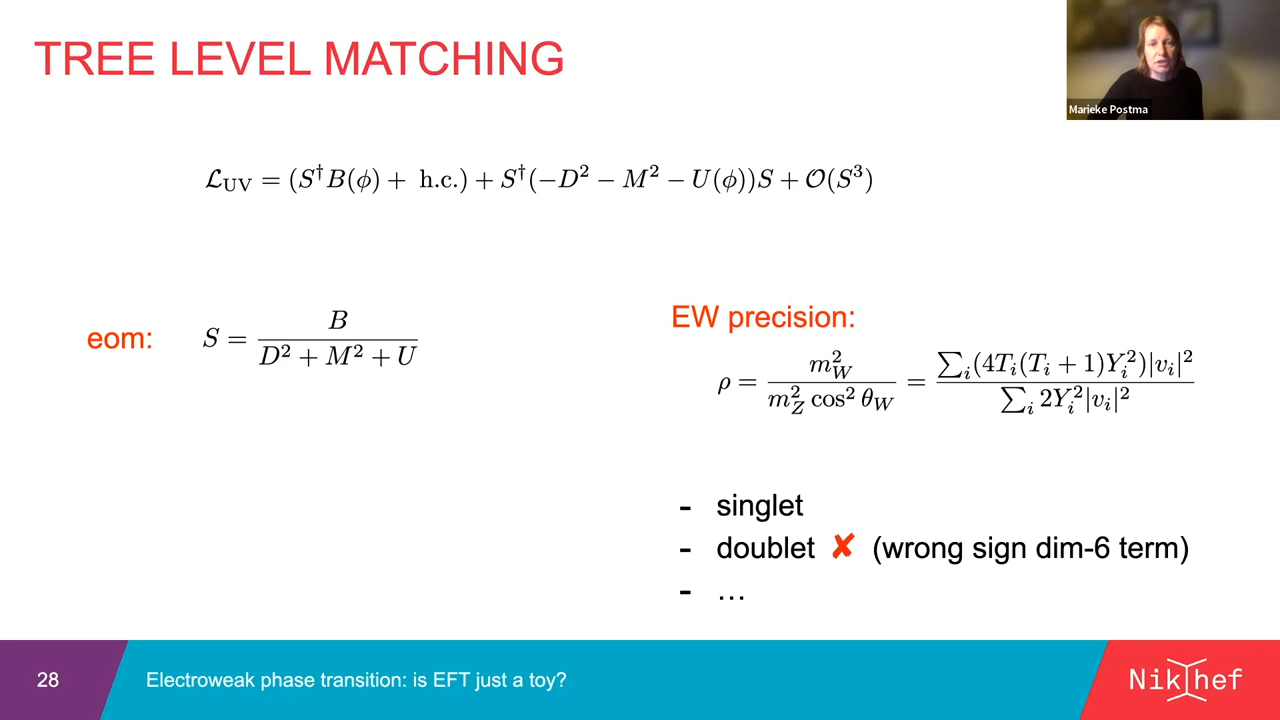 TREE LEVEL MATCHING
Marieke Postma
ℒ_UV = (S†B(ϕ) + h.c.) + S†(−D² − M² − U(ϕ))S + 𝒪(S³)
EW precision:
eom: S = B / (D² + M² + U)
ρ = m_W² / (m_Z² cos² θ_W) = ∑_i(4T_i(T_i + 1)Y_i²)|v_i|² / ∑_i 2Y_i²|v_i|²
- singlet
- doublet ✘ (wrong sign dim-6 term)
- …
28 Electroweak phase transition: is EFT just a toy?
Nikhef